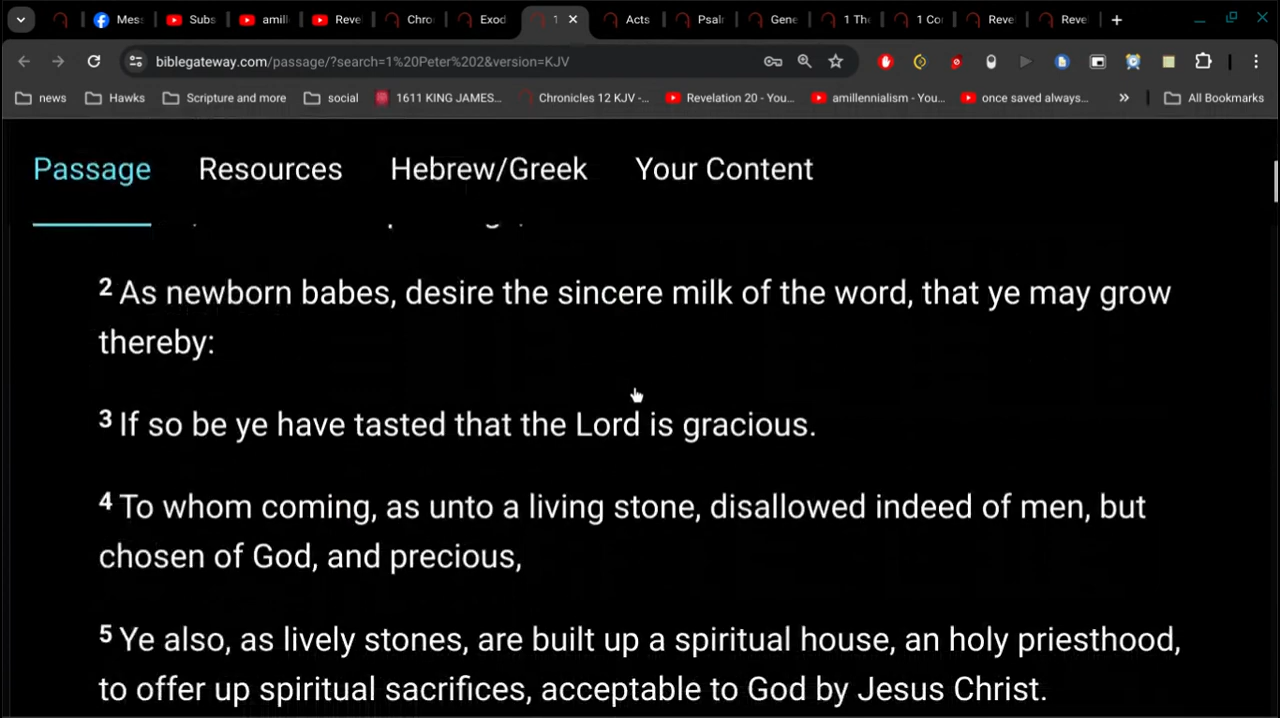 Mess
Subs
amill
Reve
Chro
Exod
1
Acts
Psalr
Gene
1 The
1 Co
Reve
Reve
biblegateway.com/passage/?search=1%20Peter%202&version=KJV
news
Hawks
Scripture and more
social
1611 KING JAMES...
Chronicles 12 KJV -...
Revelation 20 - You...
amillennialism - You...
once saved always...
»
All Bookmarks
Passage
Resources
Hebrew/Greek
Your Content
2 As newborn babes, desire the sincere milk of the word, that ye may grow
thereby:
3 If so be ye have tasted that the Lord is gracious.
4 To whom coming, as unto a living stone, disallowed indeed of men, but
chosen of God, and precious,
5 Ye also, as lively stones, are built up a spiritual house, an holy priesthood,
to offer up spiritual sacrifices, acceptable to God by Jesus Christ.